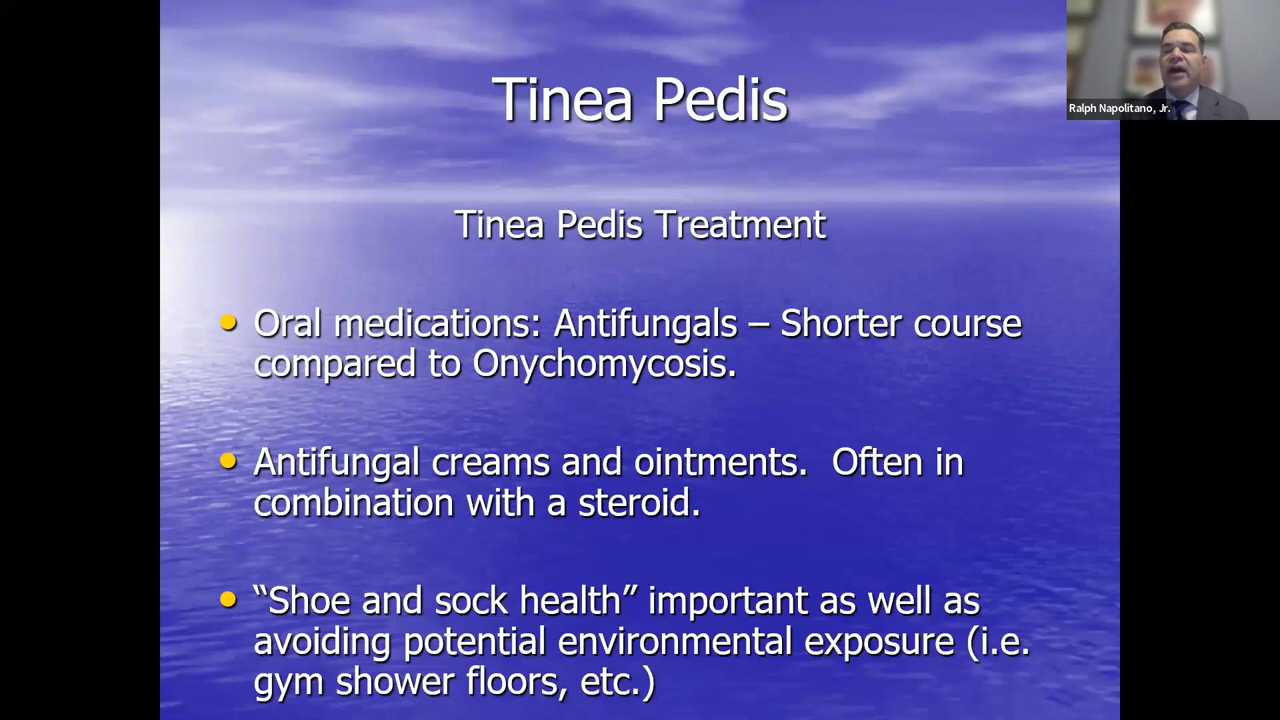 Tinea Pedis
Ralph Napolitano, Jr.
Tinea Pedis Treatment
• Oral medications: Antifungals – Shorter course
compared to Onychomycosis.
• Antifungal creams and ointments.  Often in
combination with a steroid.
• “Shoe and sock health” important as well as
avoiding potential environmental exposure (i.e.
gym shower floors, etc.)